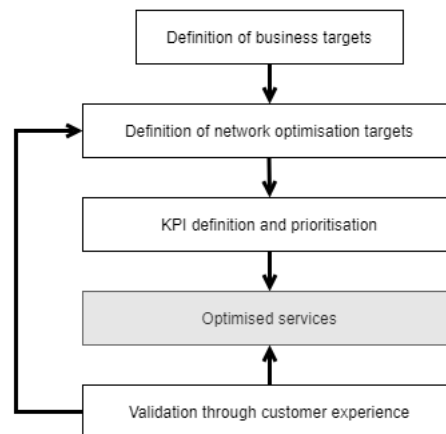 Definition of business targets
Definition of network optimisation targets
KPI definition and prioritisation
Optimised services
Validation through customer experience